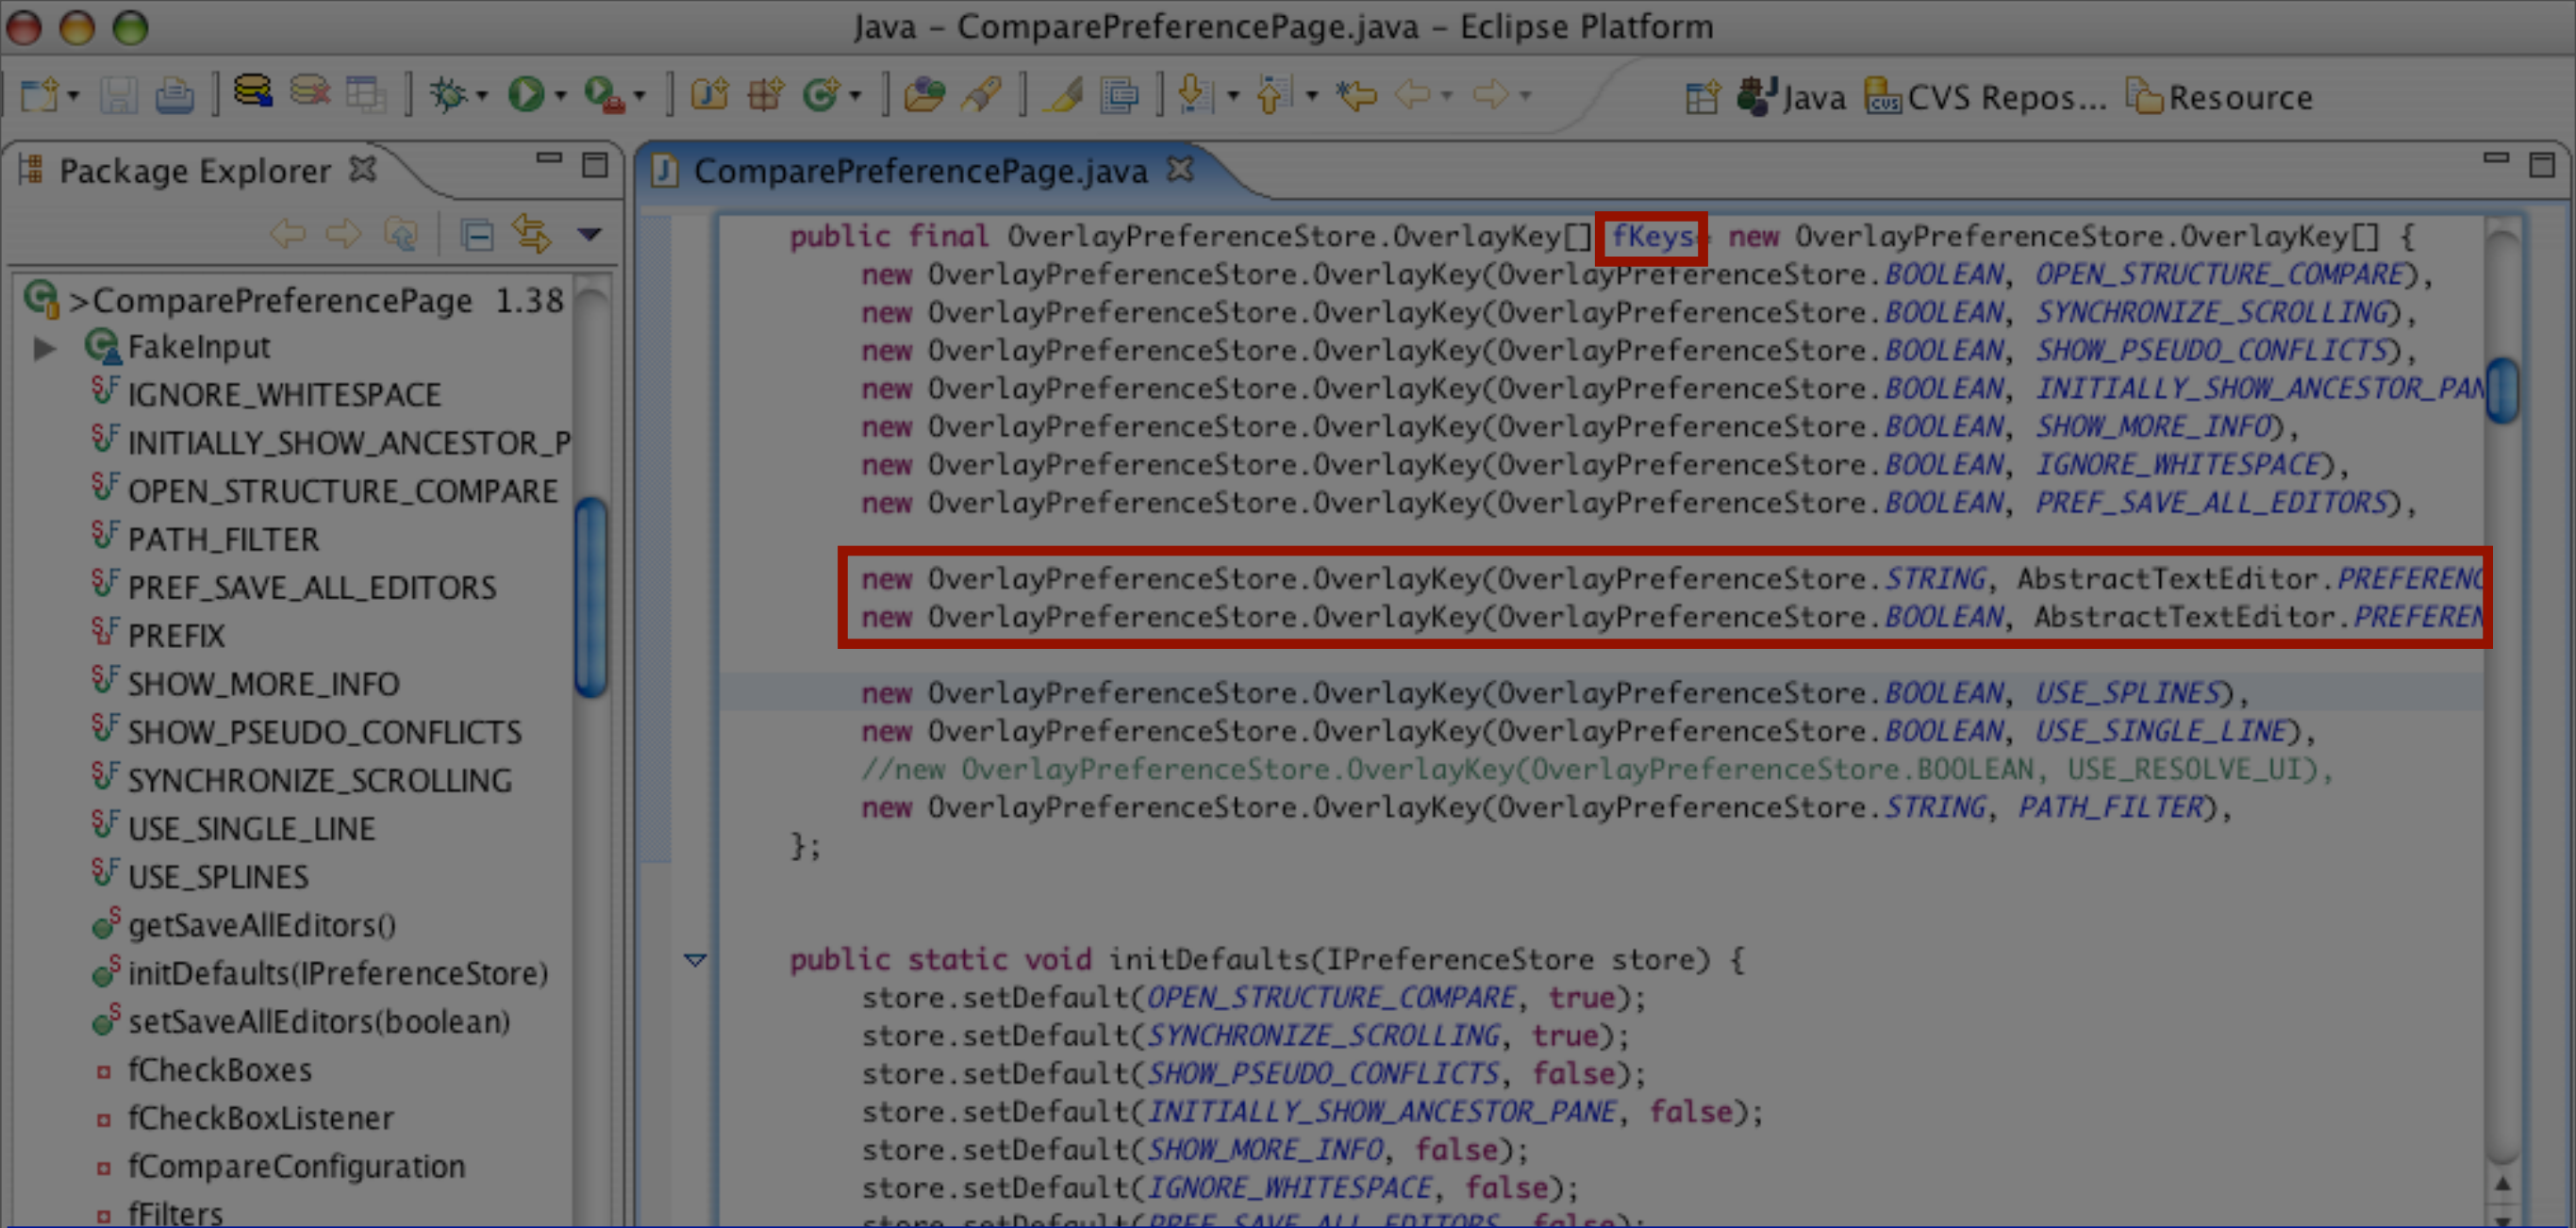 Java – ComparePreferencePage.java – Eclipse Platform
Java CVS Repos... Resource
Package Explorer
ComparePreferencePage.java
>ComparePreferencePage 1.38
FakeInput
IGNORE_WHITESPACE
INITIALLY_SHOW_ANCESTOR_P
OPEN_STRUCTURE_COMPARE
PATH_FILTER
PREF_SAVE_ALL_EDITORS
PREFIX
SHOW_MORE_INFO
SHOW_PSEUDO_CONFLICTS
SYNCHRONIZE_SCROLLING
USE_SINGLE_LINE
USE_SPLINES
getSaveAllEditors()
initDefaults(IPreferenceStore)
setSaveAllEditors(boolean)
fCheckBoxes
fCheckBoxListener
fCompareConfiguration
fFilters
public final OverlayPreferenceStore.OverlayKey[] fKeys= new OverlayPreferenceStore.OverlayKey[] {
new OverlayPreferenceStore.OverlayKey(OverlayPreferenceStore.BOOLEAN, OPEN_STRUCTURE_COMPARE),
new OverlayPreferenceStore.OverlayKey(OverlayPreferenceStore.BOOLEAN, SYNCHRONIZE_SCROLLING),
new OverlayPreferenceStore.OverlayKey(OverlayPreferenceStore.BOOLEAN, SHOW_PSEUDO_CONFLICTS),
new OverlayPreferenceStore.OverlayKey(OverlayPreferenceStore.BOOLEAN, INITIALLY_SHOW_ANCESTOR_PAN
new OverlayPreferenceStore.OverlayKey(OverlayPreferenceStore.BOOLEAN, SHOW_MORE_INFO),
new OverlayPreferenceStore.OverlayKey(OverlayPreferenceStore.BOOLEAN, IGNORE_WHITESPACE),
new OverlayPreferenceStore.OverlayKey(OverlayPreferenceStore.BOOLEAN, PREF_SAVE_ALL_EDITORS),
new OverlayPreferenceStore.OverlayKey(OverlayPreferenceStore.STRING, AbstractTextEditor.PREFERENC
new OverlayPreferenceStore.OverlayKey(OverlayPreferenceStore.BOOLEAN, AbstractTextEditor.PREFEREN
new OverlayPreferenceStore.OverlayKey(OverlayPreferenceStore.BOOLEAN, USE_SPLINES),
new OverlayPreferenceStore.OverlayKey(OverlayPreferenceStore.BOOLEAN, USE_SINGLE_LINE),
//new OverlayPreferenceStore.OverlayKey(OverlayPreferenceStore.BOOLEAN, USE_RESOLVE_UI),
new OverlayPreferenceStore.OverlayKey(OverlayPreferenceStore.STRING, PATH_FILTER),
};
public static void initDefaults(IPreferenceStore store) {
store.setDefault(OPEN_STRUCTURE_COMPARE, true);
store.setDefault(SYNCHRONIZE_SCROLLING, true);
store.setDefault(SHOW_PSEUDO_CONFLICTS, false);
store.setDefault(INITIALLY_SHOW_ANCESTOR_PANE, false);
store.setDefault(SHOW_MORE_INFO, false);
store.setDefault(IGNORE_WHITESPACE, false);
store.setDefault(PREF_SAVE_ALL_EDITORS, false);